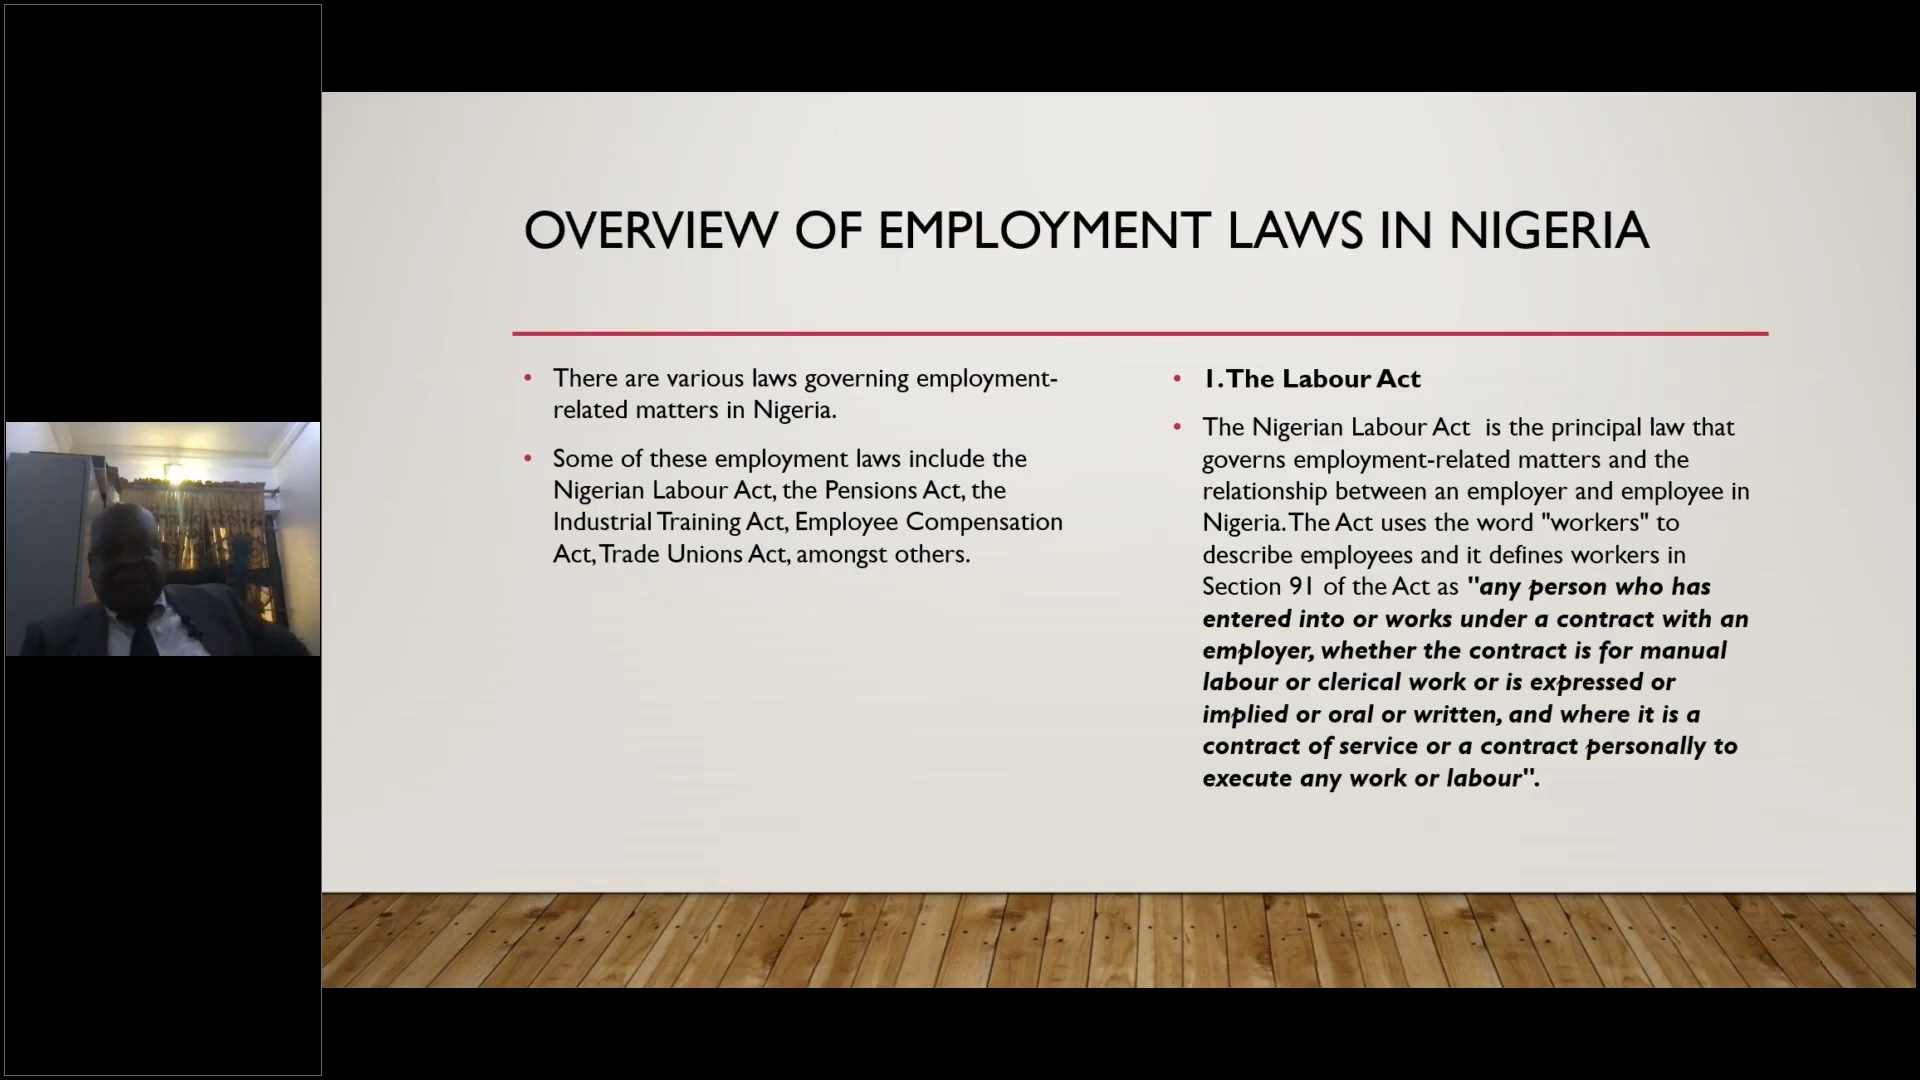 OVERVIEW OF EMPLOYMENT LAWS IN NIGERIA
• There are various laws governing employment-
related matters in Nigeria.
• Some of these employment laws include the
Nigerian Labour Act, the Pensions Act, the
Industrial Training Act, Employee Compensation
Act, Trade Unions Act, amongst others.
• 1. The Labour Act
• The Nigerian Labour Act is the principal law that
governs employment-related matters and the
relationship between an employer and employee in
Nigeria. The Act uses the word "workers" to
describe employees and it defines workers in
Section 91 of the Act as "any person who has
entered into or works under a contract with an
employer, whether the contract is for manual
labour or clerical work or is expressed or
implied or oral or written, and where it is a
contract of service or a contract personally to
execute any work or labour".